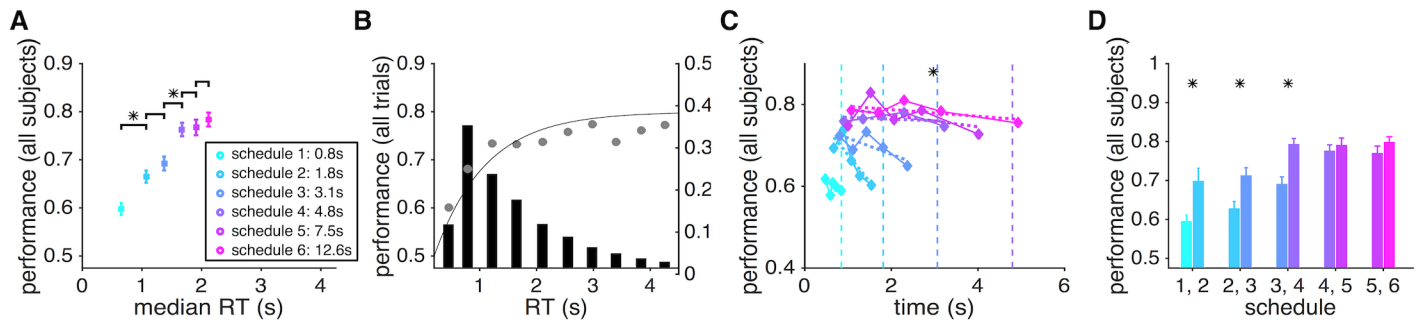 A
performance (all subjects)
0.9
0.8
0.7
0.6
0.5
0
1
2
3
4
median RT (s)
*
*
schedule 1: 0.8s
schedule 2: 1.8s
schedule 3: 3.1s
schedule 4: 4.8s
schedule 5: 7.5s
schedule 6: 12.6s
B
performance (all trials)
0.9
0.8
0.7
0.6
0.5
1
2
3
4
RT (s)
0.5
0.4
0.3
0.2
0.1
0
C
performance (all subjects)
0.8
0.6
0.4
0
2
4
6
time (s)
*
D
performance (all subjects)
1
0.9
0.8
0.7
0.6
0.5
* * *
1, 2
2, 3
3, 4
4, 5
5, 6
schedule